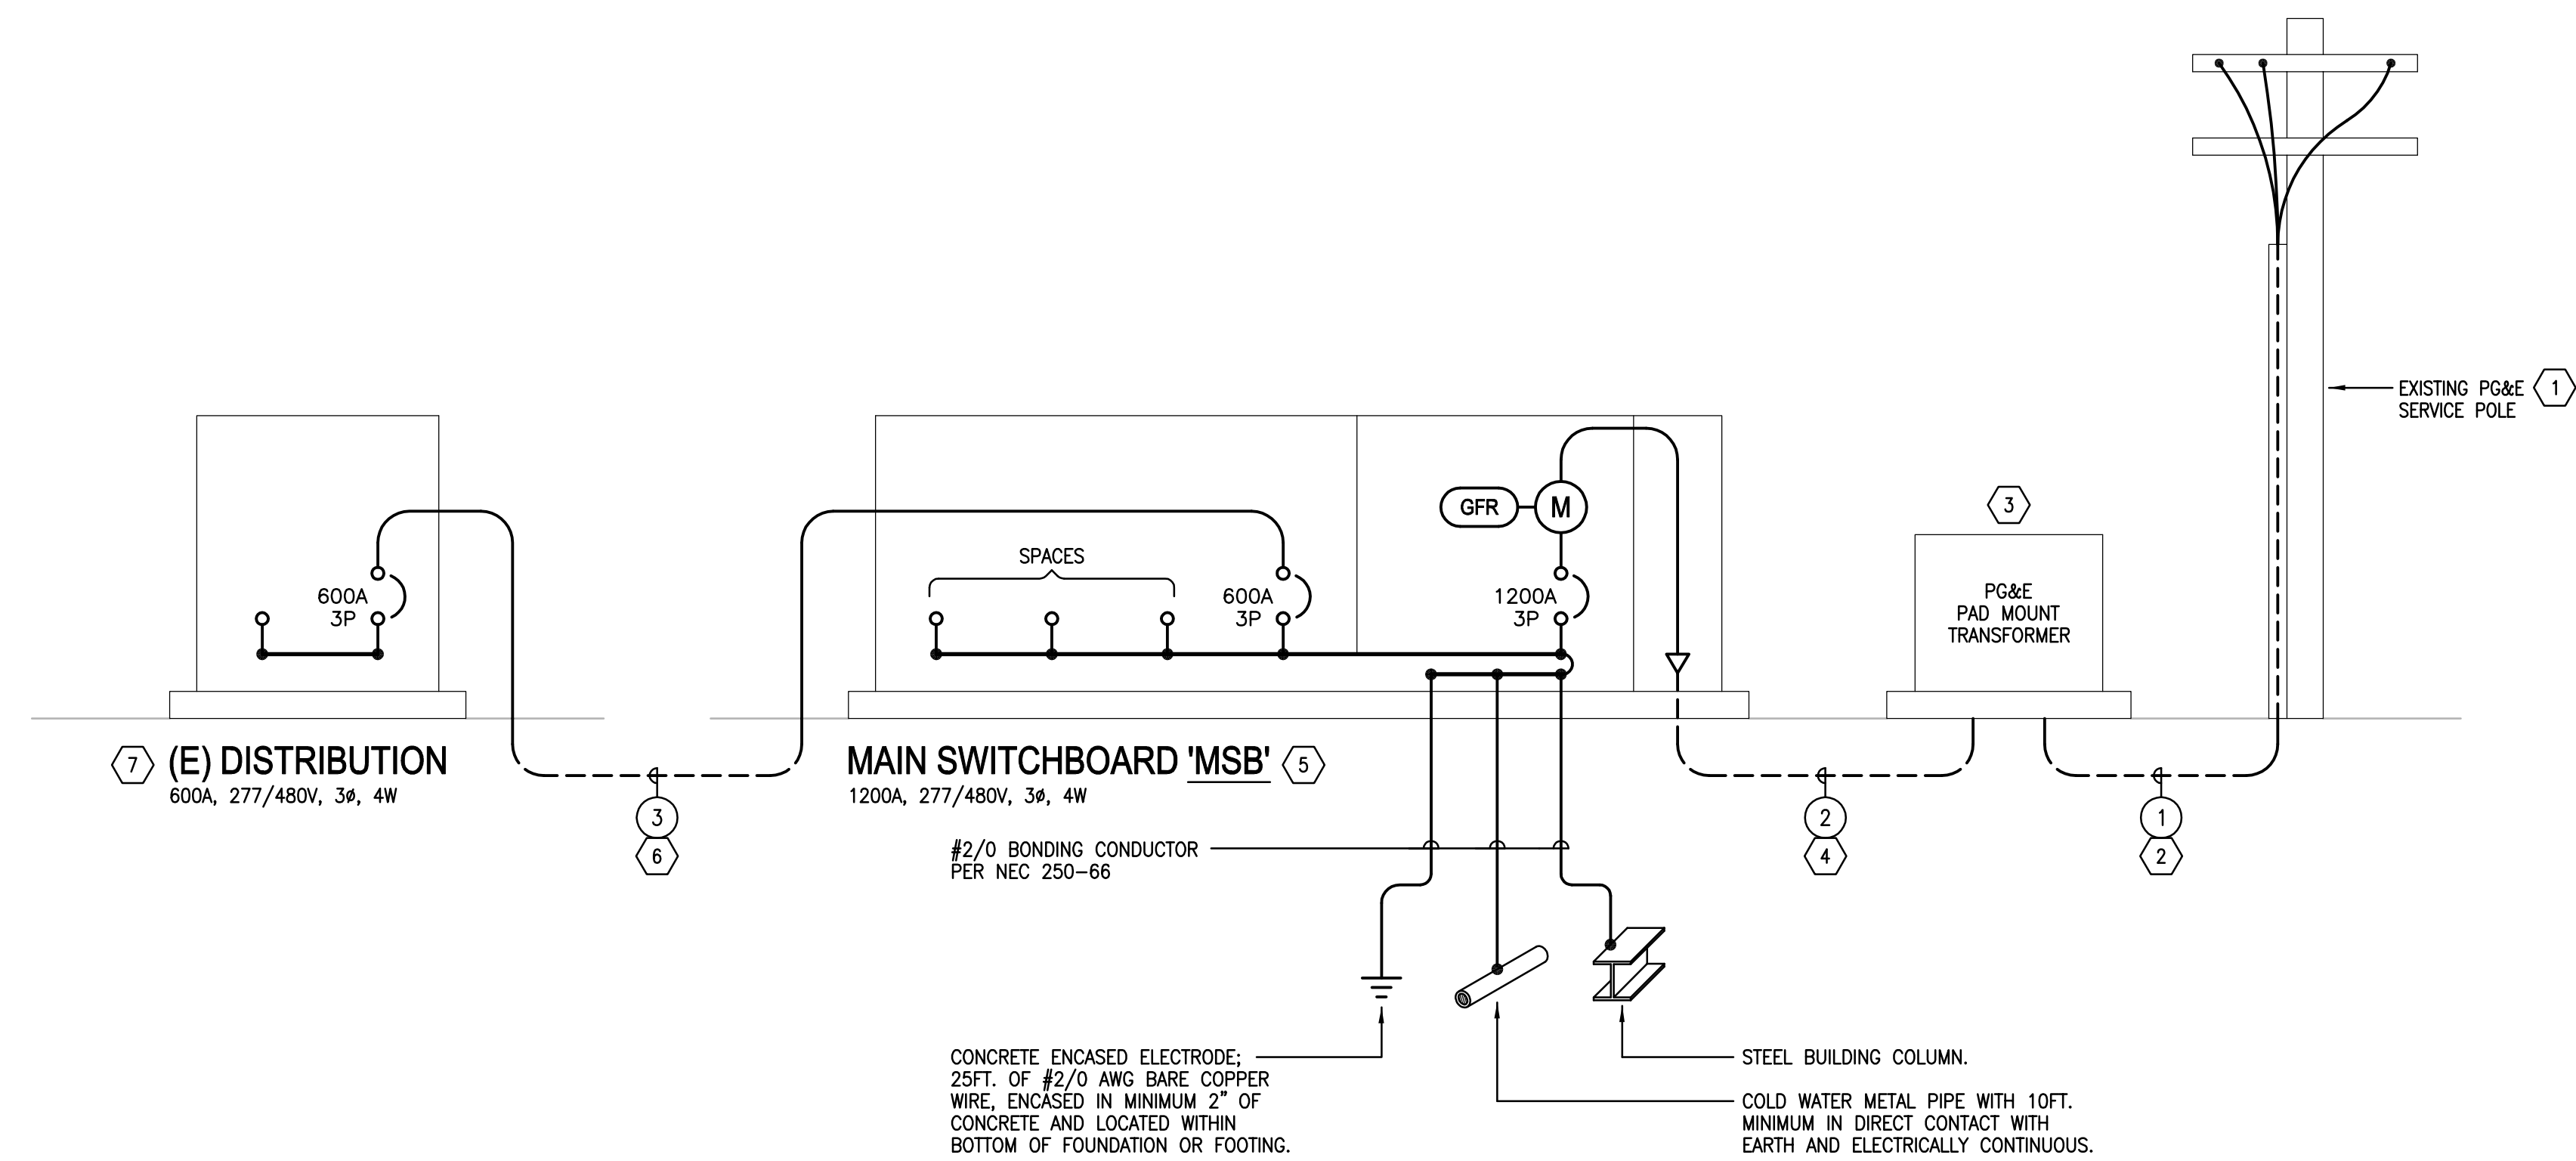 EXISTING PG&E
SERVICE POLE
1
3
PG&E
PAD MOUNT
TRANSFORMER
GFR
M
SPACES
600A
3P
600A
3P
1200A
3P
7
(E) DISTRIBUTION
600A, 277/480V, 3ø, 4W
MAIN SWITCHBOARD 'MSB'
5
1200A, 277/480V, 3ø, 4W
3
6
2
4
1
2
#2/0 BONDING CONDUCTOR
PER NEC 250-66
CONCRETE ENCASED ELECTRODE;
25FT. OF #2/0 AWG BARE COPPER
WIRE, ENCASED IN MINIMUM 2" OF
CONCRETE AND LOCATED WITHIN
BOTTOM OF FOUNDATION OR FOOTING.
STEEL BUILDING COLUMN.
COLD WATER METAL PIPE WITH 10FT.
MINIMUM IN DIRECT CONTACT WITH
EARTH AND ELECTRICALLY CONTINUOUS.